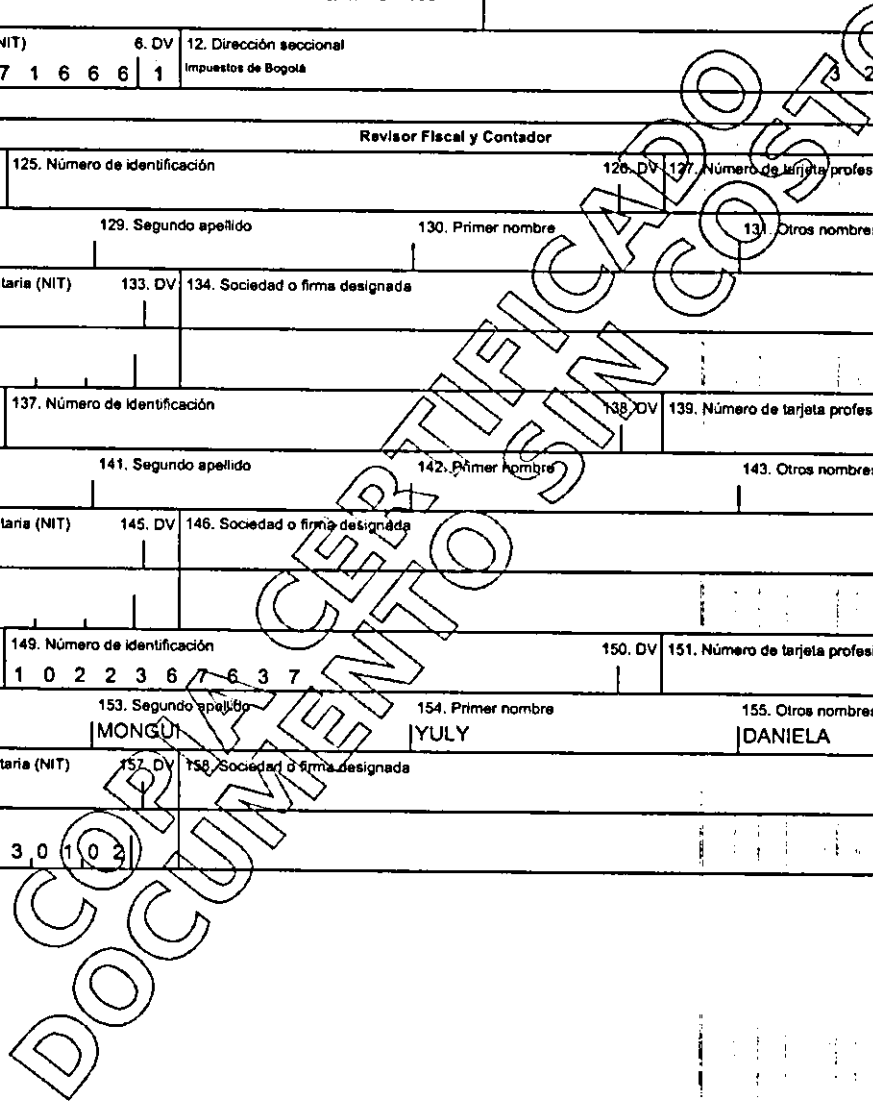 NIT) 6. DV 12. Dirección seccional
7 1 6 6 6 1 Impuestos de Bogotá 3 2
Revisor Fiscal y Contador
125. Número de identificación 126. DV 127. Número de tarjeta profes
129. Segundo apellido 130. Primer nombre 131. Otros nombres
taria (NIT) 133. DV 134. Sociedad o firma designada
137. Número de identificación 138. DV 139. Número de tarjeta profes
141. Segundo apellido 142. Primer nombre 143. Otros nombres
taria (NIT) 145. DV 146. Sociedad o firma designada
149. Número de identificación 150. DV 151. Número de tarjeta profesi
1 0 2 2 3 6 7 6 3 7
153. Segundo apellido 154. Primer nombre 155. Otros nombres
MONGUI YULY DANIELA
taria (NIT) 157. DV 158. Sociedad o firma designada
3 0 1 0 2
COPIA CERTIFICADO
DOCUMENTO SIN COSTO